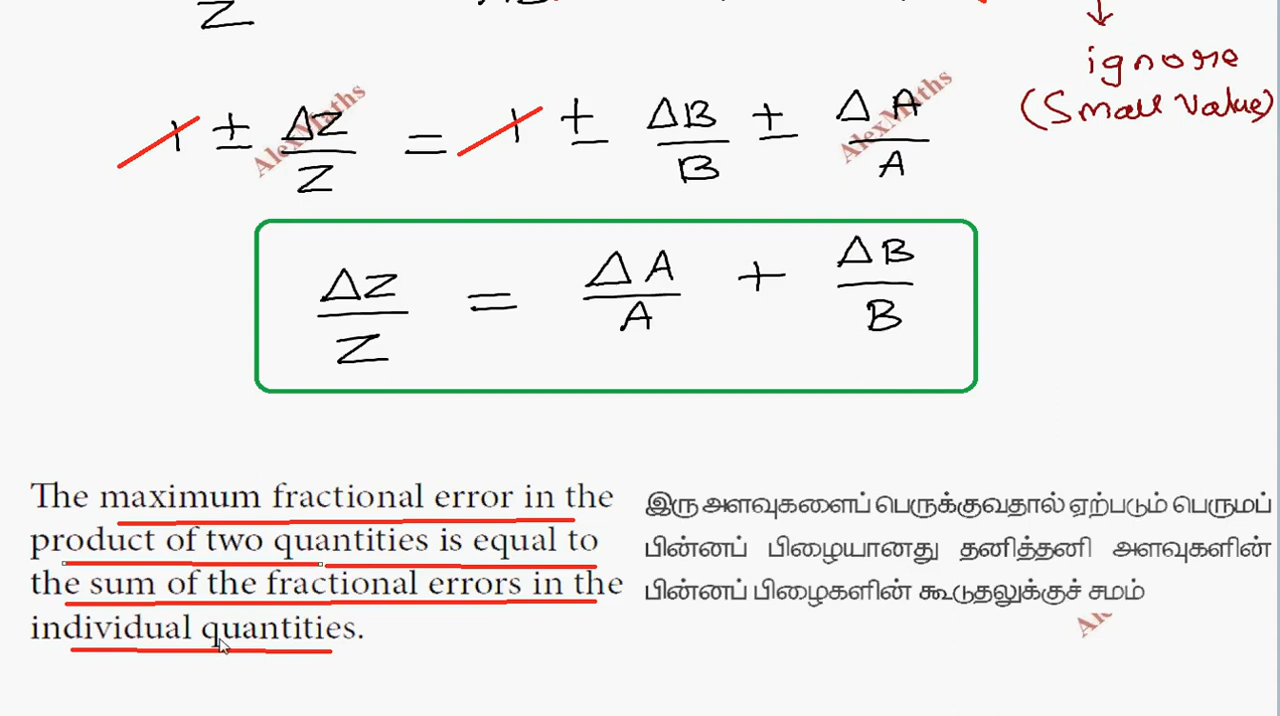 Z
ignore
(Small value)
1 ± ΔZ/Z = 1 ± ΔB/B ± ΔA/A
AlexMaths
AlexMaths
ΔZ/Z = ΔA/A + ΔB/B
The maximum fractional error in the
product of two quantities is equal to
the sum of the fractional errors in the
individual quantities.
இரு அளவுகளைப் பெருக்குவதால் ஏற்படும் பெருமப்
பின்னப் பிழையானது தனித்தனி அளவுகளின்
பின்னப் பிழைகளின் கூடுதலுக்குச் சமம்